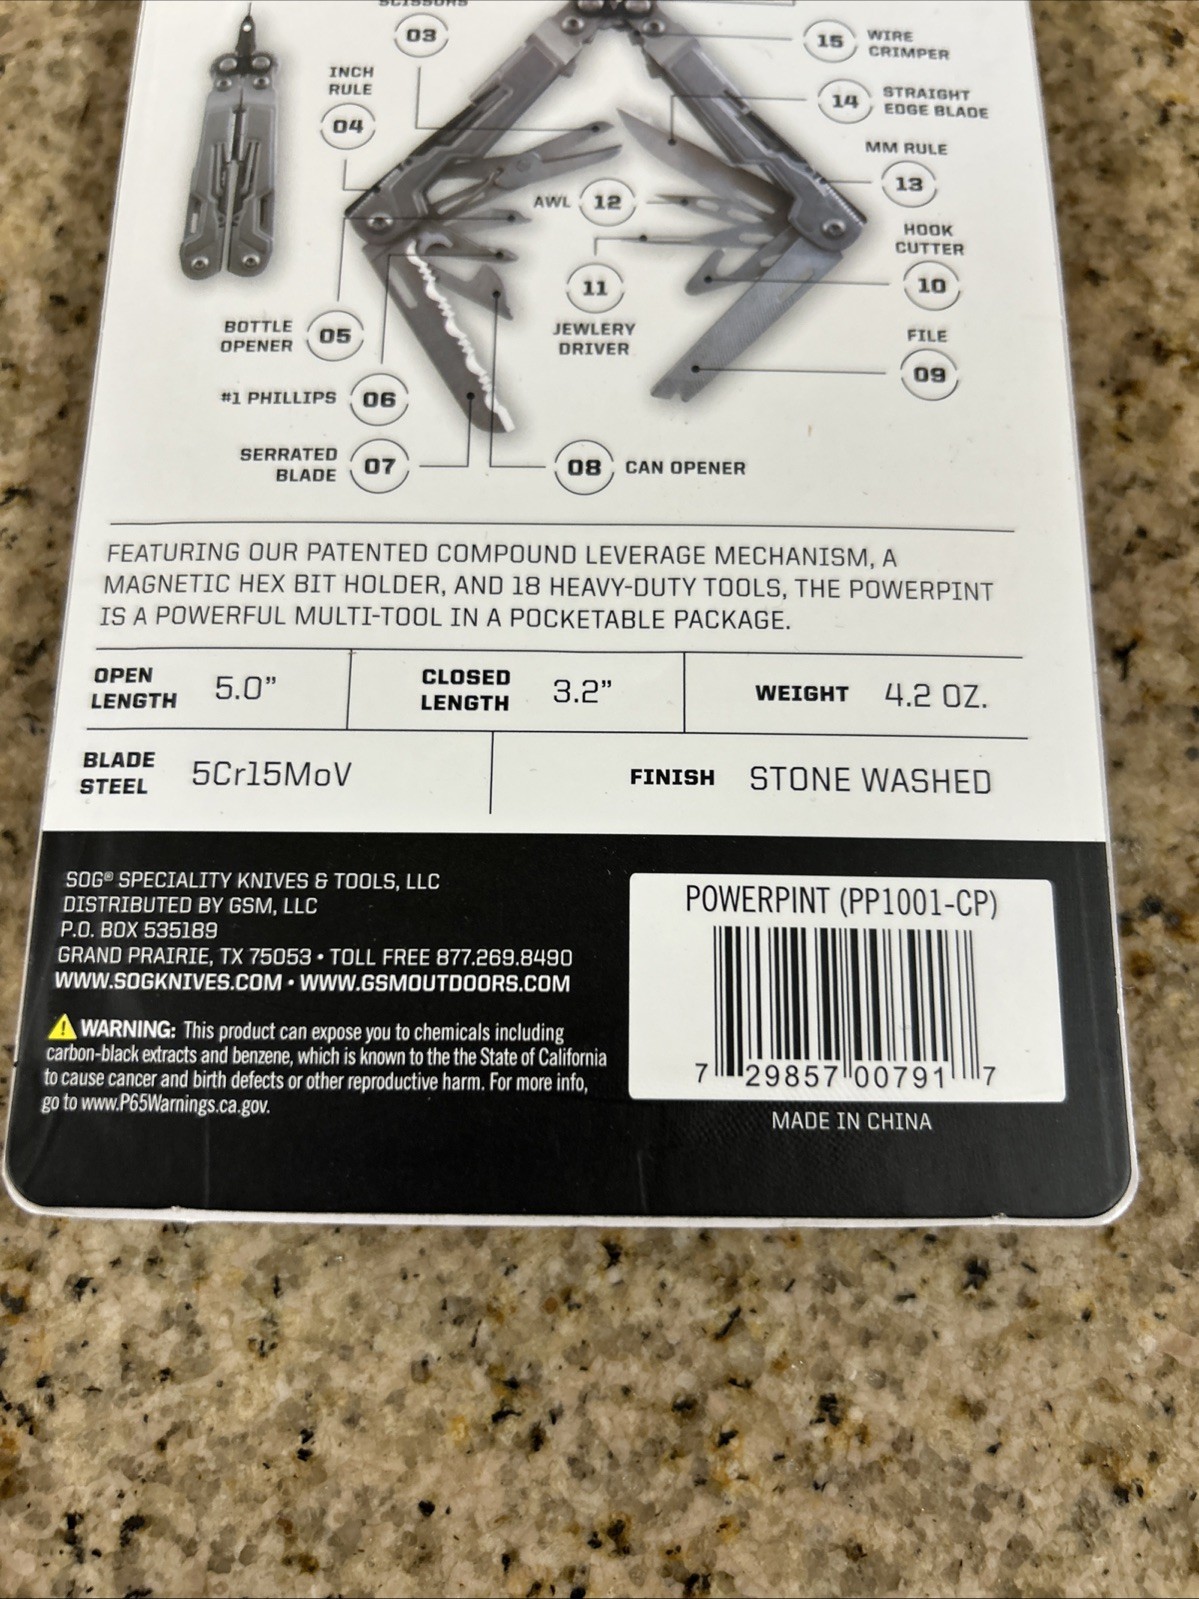 SCISSORS
03
15 WIRE
CRIMPER
INCH
RULE
04
14 STRAIGHT
EDGE BLADE
MM RULE
13
AWL 12
HOOK
CUTTER
10
11
JEWLERY
DRIVER
BOTTLE
OPENER 05
FILE
09
#1 PHILLIPS 06
SERRATED
BLADE 07
08 CAN OPENER
FEATURING OUR PATENTED COMPOUND LEVERAGE MECHANISM, A
MAGNETIC HEX BIT HOLDER, AND 18 HEAVY-DUTY TOOLS, THE POWERPINT
IS A POWERFUL MULTI-TOOL IN A POCKETABLE PACKAGE.
OPEN
LENGTH 5.0”
CLOSED
LENGTH 3.2”
WEIGHT 4.2 OZ.
BLADE
STEEL 5Cr15MoV
FINISH STONE WASHED
SOG® SPECIALITY KNIVES & TOOLS, LLC
DISTRIBUTED BY GSM, LLC
P.O. BOX 535189
GRAND PRAIRIE, TX 75053 • TOLL FREE 877.269.8490
WWW.SOGKNIVES.COM • WWW.GSMOUTDOORS.COM
WARNING: This product can expose you to chemicals including
carbon-black extracts and benzene, which is known to the the State of California
to cause cancer and birth defects or other reproductive harm. For more info,
go to www.P65Warnings.ca.gov.
POWERPINT (PP1001-CP)
7 29857 00791 7
MADE IN CHINA